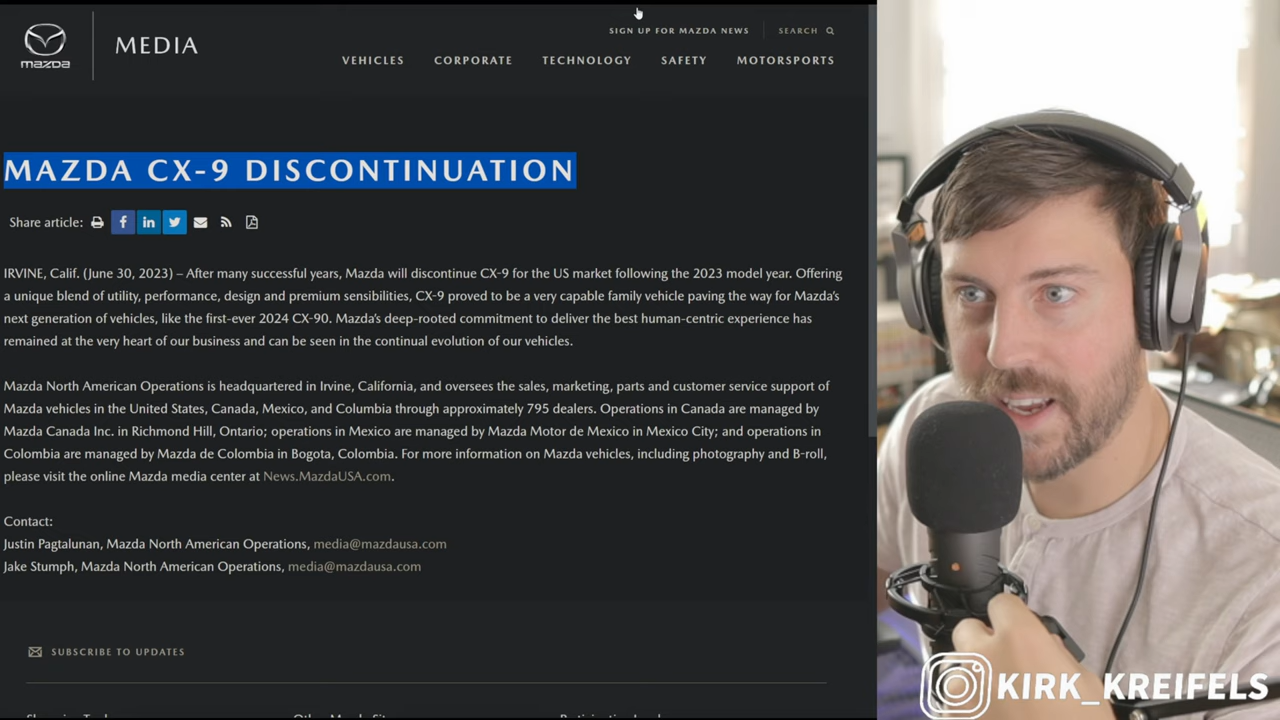 mazda
MEDIA
SIGN UP FOR MAZDA NEWS
SEARCH
VEHICLES CORPORATE TECHNOLOGY SAFETY MOTORSPORTS
MAZDA CX-9 DISCONTINUATION
Share article:
IRVINE, Calif. (June 30, 2023) – After many successful years, Mazda will discontinue CX-9 for the US market following the 2023 model year. Offering
a unique blend of utility, performance, design and premium sensibilities, CX-9 proved to be a very capable family vehicle paving the way for Mazda's
next generation of vehicles, like the first-ever 2024 CX-90. Mazda's deep-rooted commitment to deliver the best human-centric experience has
remained at the very heart of our business and can be seen in the continual evolution of our vehicles.
Mazda North American Operations is headquartered in Irvine, California, and oversees the sales, marketing, parts and customer service support of
Mazda vehicles in the United States, Canada, Mexico, and Columbia through approximately 795 dealers. Operations in Canada are managed by
Mazda Canada Inc. in Richmond Hill, Ontario; operations in Mexico are managed by Mazda Motor de Mexico in Mexico City; and operations in
Colombia are managed by Mazda de Colombia in Bogota, Colombia. For more information on Mazda vehicles, including photography and B-roll,
please visit the online Mazda media center at News.MazdaUSA.com.
Contact:
Justin Pagtalunan, Mazda North American Operations, media@mazdausa.com
Jake Stumph, Mazda North American Operations, media@mazdausa.com
SUBSCRIBE TO UPDATES
KIRK_KREIFELS